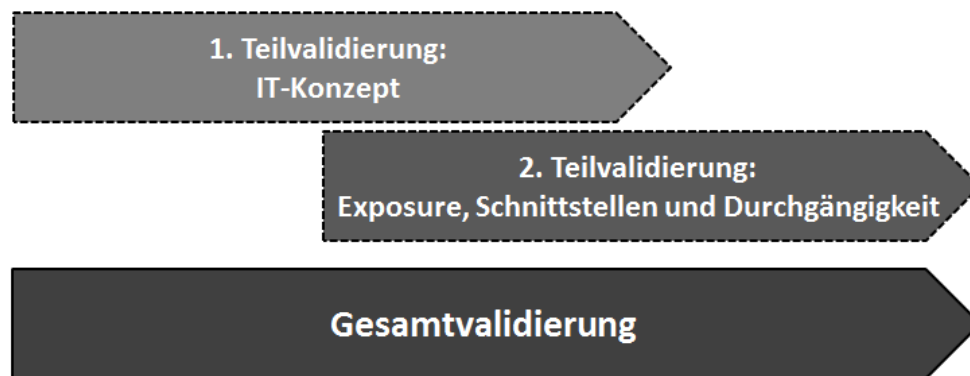 1. Teilvalidierung:
IT-Konzept
2. Teilvalidierung:
Exposure, Schnittstellen und Durchgängigkeit
Gesamtvalidierung